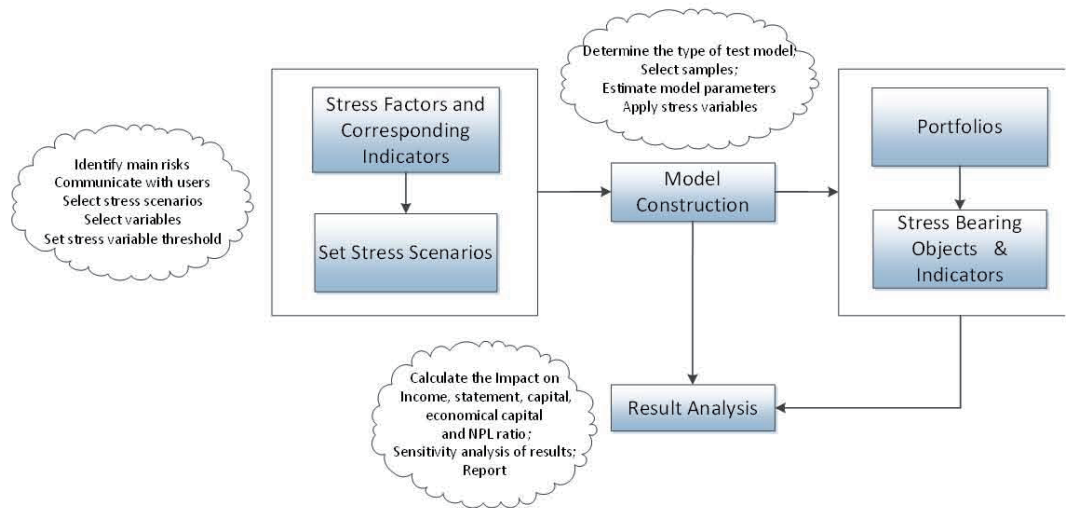 Identify main risks
Communicate with users
Select stress scenarios
Select variables
Set stress variable threshold
Stress Factors and
Corresponding
Indicators
Set Stress Scenarios
Determine the type of test model;
Select samples;
Estimate model parameters
Apply stress variables
Model
Construction
Portfolios
Stress Bearing
Objects &
Indicators
Calculate the Impact on
Income, statement, capital,
economical capital
and NPL ratio;
Sensitivity analysis of results;
Report
Result Analysis